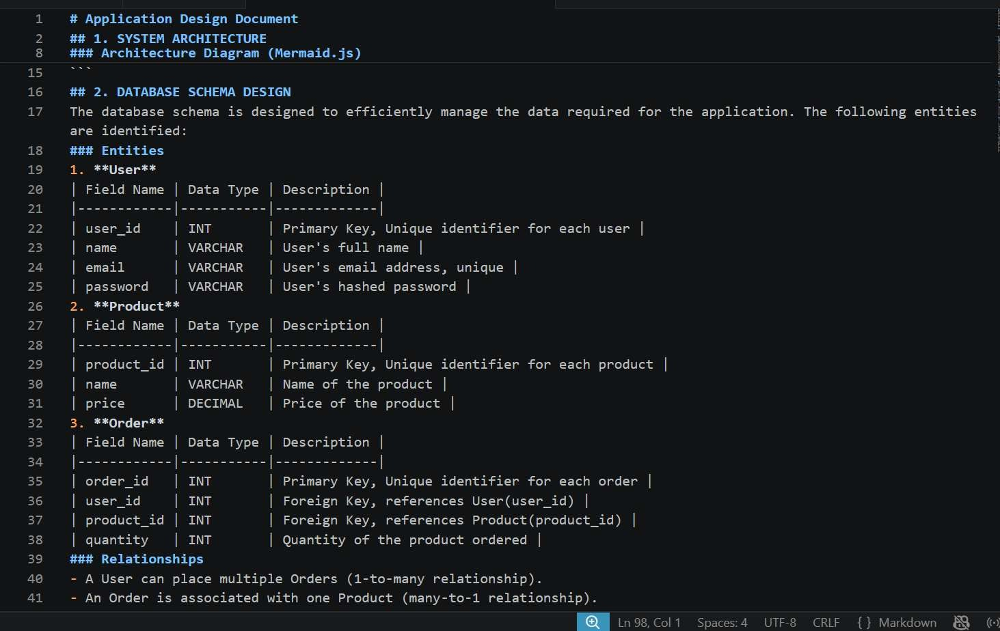 1 # Application Design Document
2 ## 1. SYSTEM ARCHITECTURE
8 ### Architecture Diagram (Mermaid.js)
15 ```
16 ## 2. DATABASE SCHEMA DESIGN
17 The database schema is designed to efficiently manage the data required for the application. The following entities
are identified:
18 ### Entities
19 1. **User**
20 | Field Name | Data Type | Description |
21 |------------|-----------|-------------|
22 | user_id    | INT       | Primary Key, Unique identifier for each user |
23 | name       | VARCHAR   | User's full name |
24 | email      | VARCHAR   | User's email address, unique |
25 | password   | VARCHAR   | User's hashed password |
26 2. **Product**
27 | Field Name | Data Type | Description |
28 |------------|-----------|-------------|
29 | product_id | INT       | Primary Key, Unique identifier for each product |
30 | name       | VARCHAR   | Name of the product |
31 | price      | DECIMAL   | Price of the product |
32 3. **Order**
33 | Field Name | Data Type | Description |
34 |------------|-----------|-------------|
35 | order_id   | INT       | Primary Key, Unique identifier for each order |
36 | user_id    | INT       | Foreign Key, references User(user_id) |
37 | product_id | INT       | Foreign Key, references Product(product_id) |
38 | quantity   | INT       | Quantity of the product ordered |
39 ### Relationships
40 - A User can place multiple Orders (1-to-many relationship).
41 - An Order is associated with one Product (many-to-1 relationship).
Ln 98, Col 1 Spaces: 4 UTF-8 CRLF { } Markdown